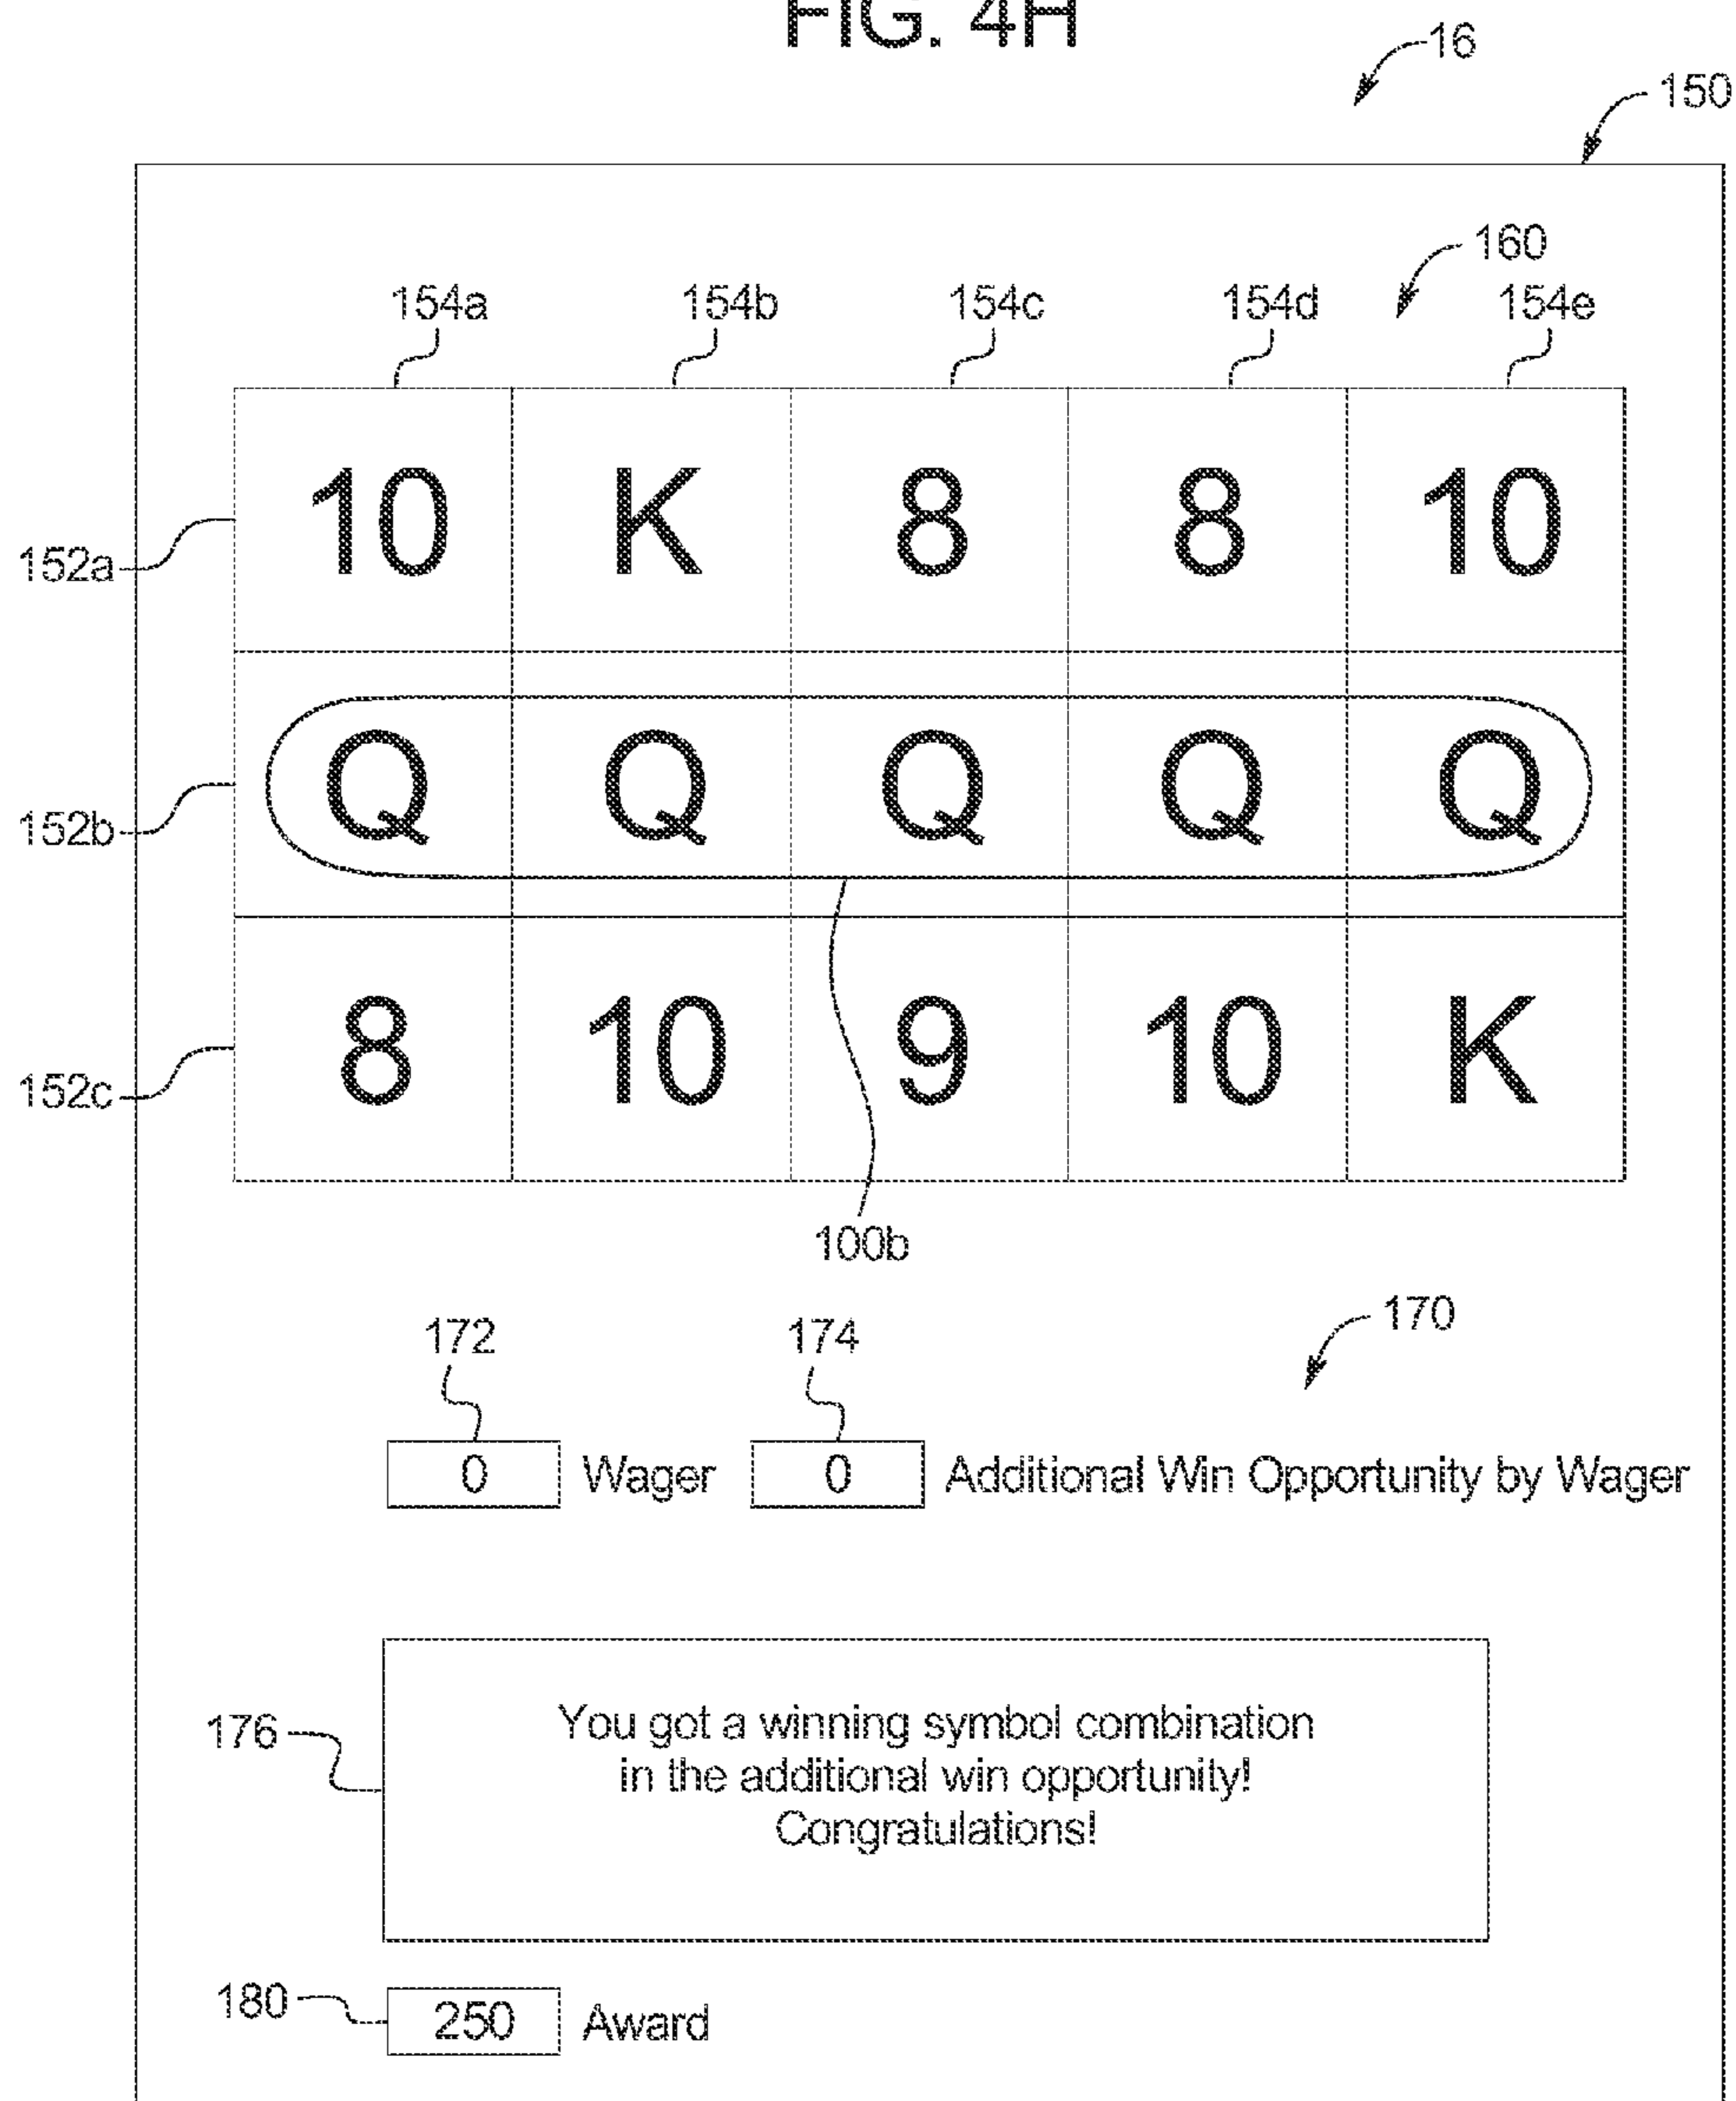 FIG. 4H
16
150
160
154a 154b 154c 154d 154e
10 K 8 8 10
152a
Q Q Q Q Q
152b
8 10 9 10 K
152c
100b
170
172 174
0 Wager 0 Additional Win Opportunity by Wager
You got a winning symbol combination
176
in the additional win opportunity!
Congratulations!
180 250 Award